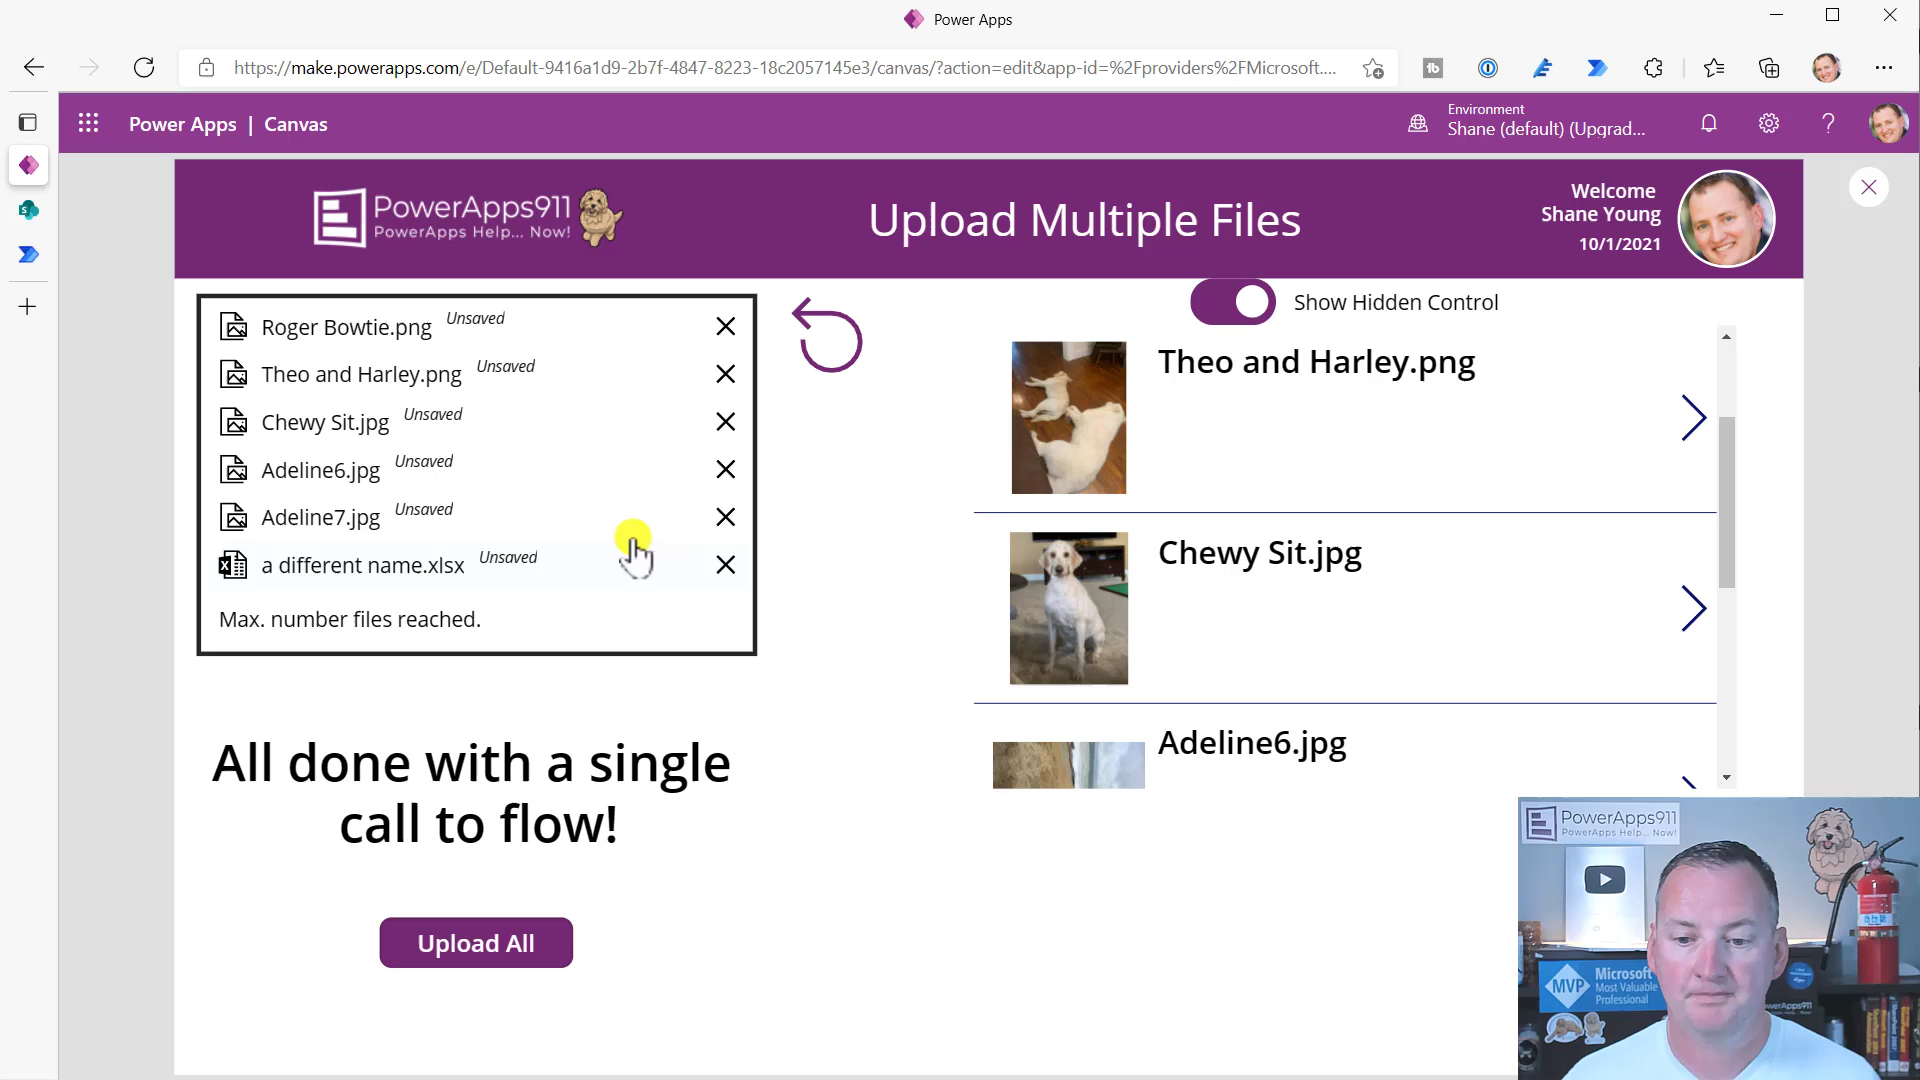 Power Apps
https://make.powerapps.com/e/Default-9416a1d9-2b7f-4847-8223-18c2057145e3/canvas/?action=edit&app-id=%2Fproviders%2FMicrosoft....
Power Apps | Canvas
Environment
Shane (default) (Upgrad...
PowerApps911
PowerApps Help... Now!
Upload Multiple Files
Welcome
Shane Young
10/1/2021
Roger Bowtie.png Unsaved
Theo and Harley.png Unsaved
Chewy Sit.jpg Unsaved
Adeline6.jpg Unsaved
Adeline7.jpg Unsaved
a different name.xlsx Unsaved
Max. number files reached.
Show Hidden Control
Theo and Harley.png
Chewy Sit.jpg
Adeline6.jpg
All done with a single
call to flow!
Upload All
PowerApps911
PowerApps Help... Now!
MVP
Microsoft
Most Valuable
Professional